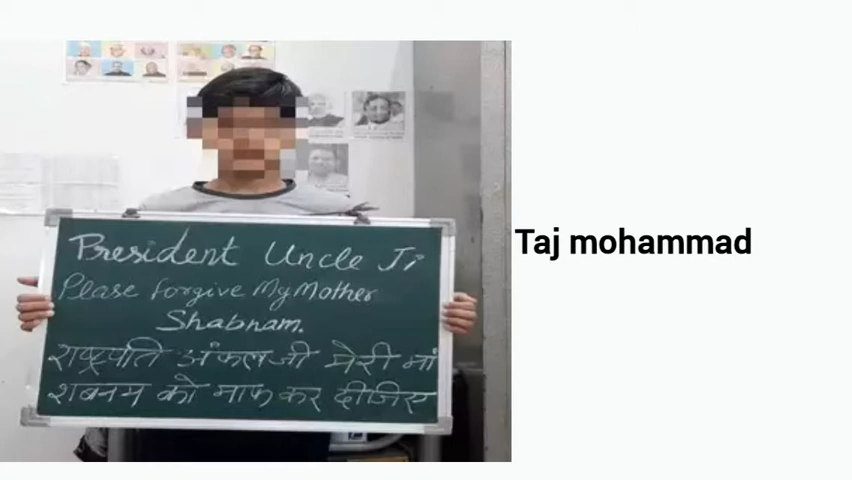 President Uncle Ji
Please forgive My Mother
Shabnam.
राष्ट्रपति अंकल जी मेरी मां
शबनम को माफ कर दीजिए
Taj mohammad